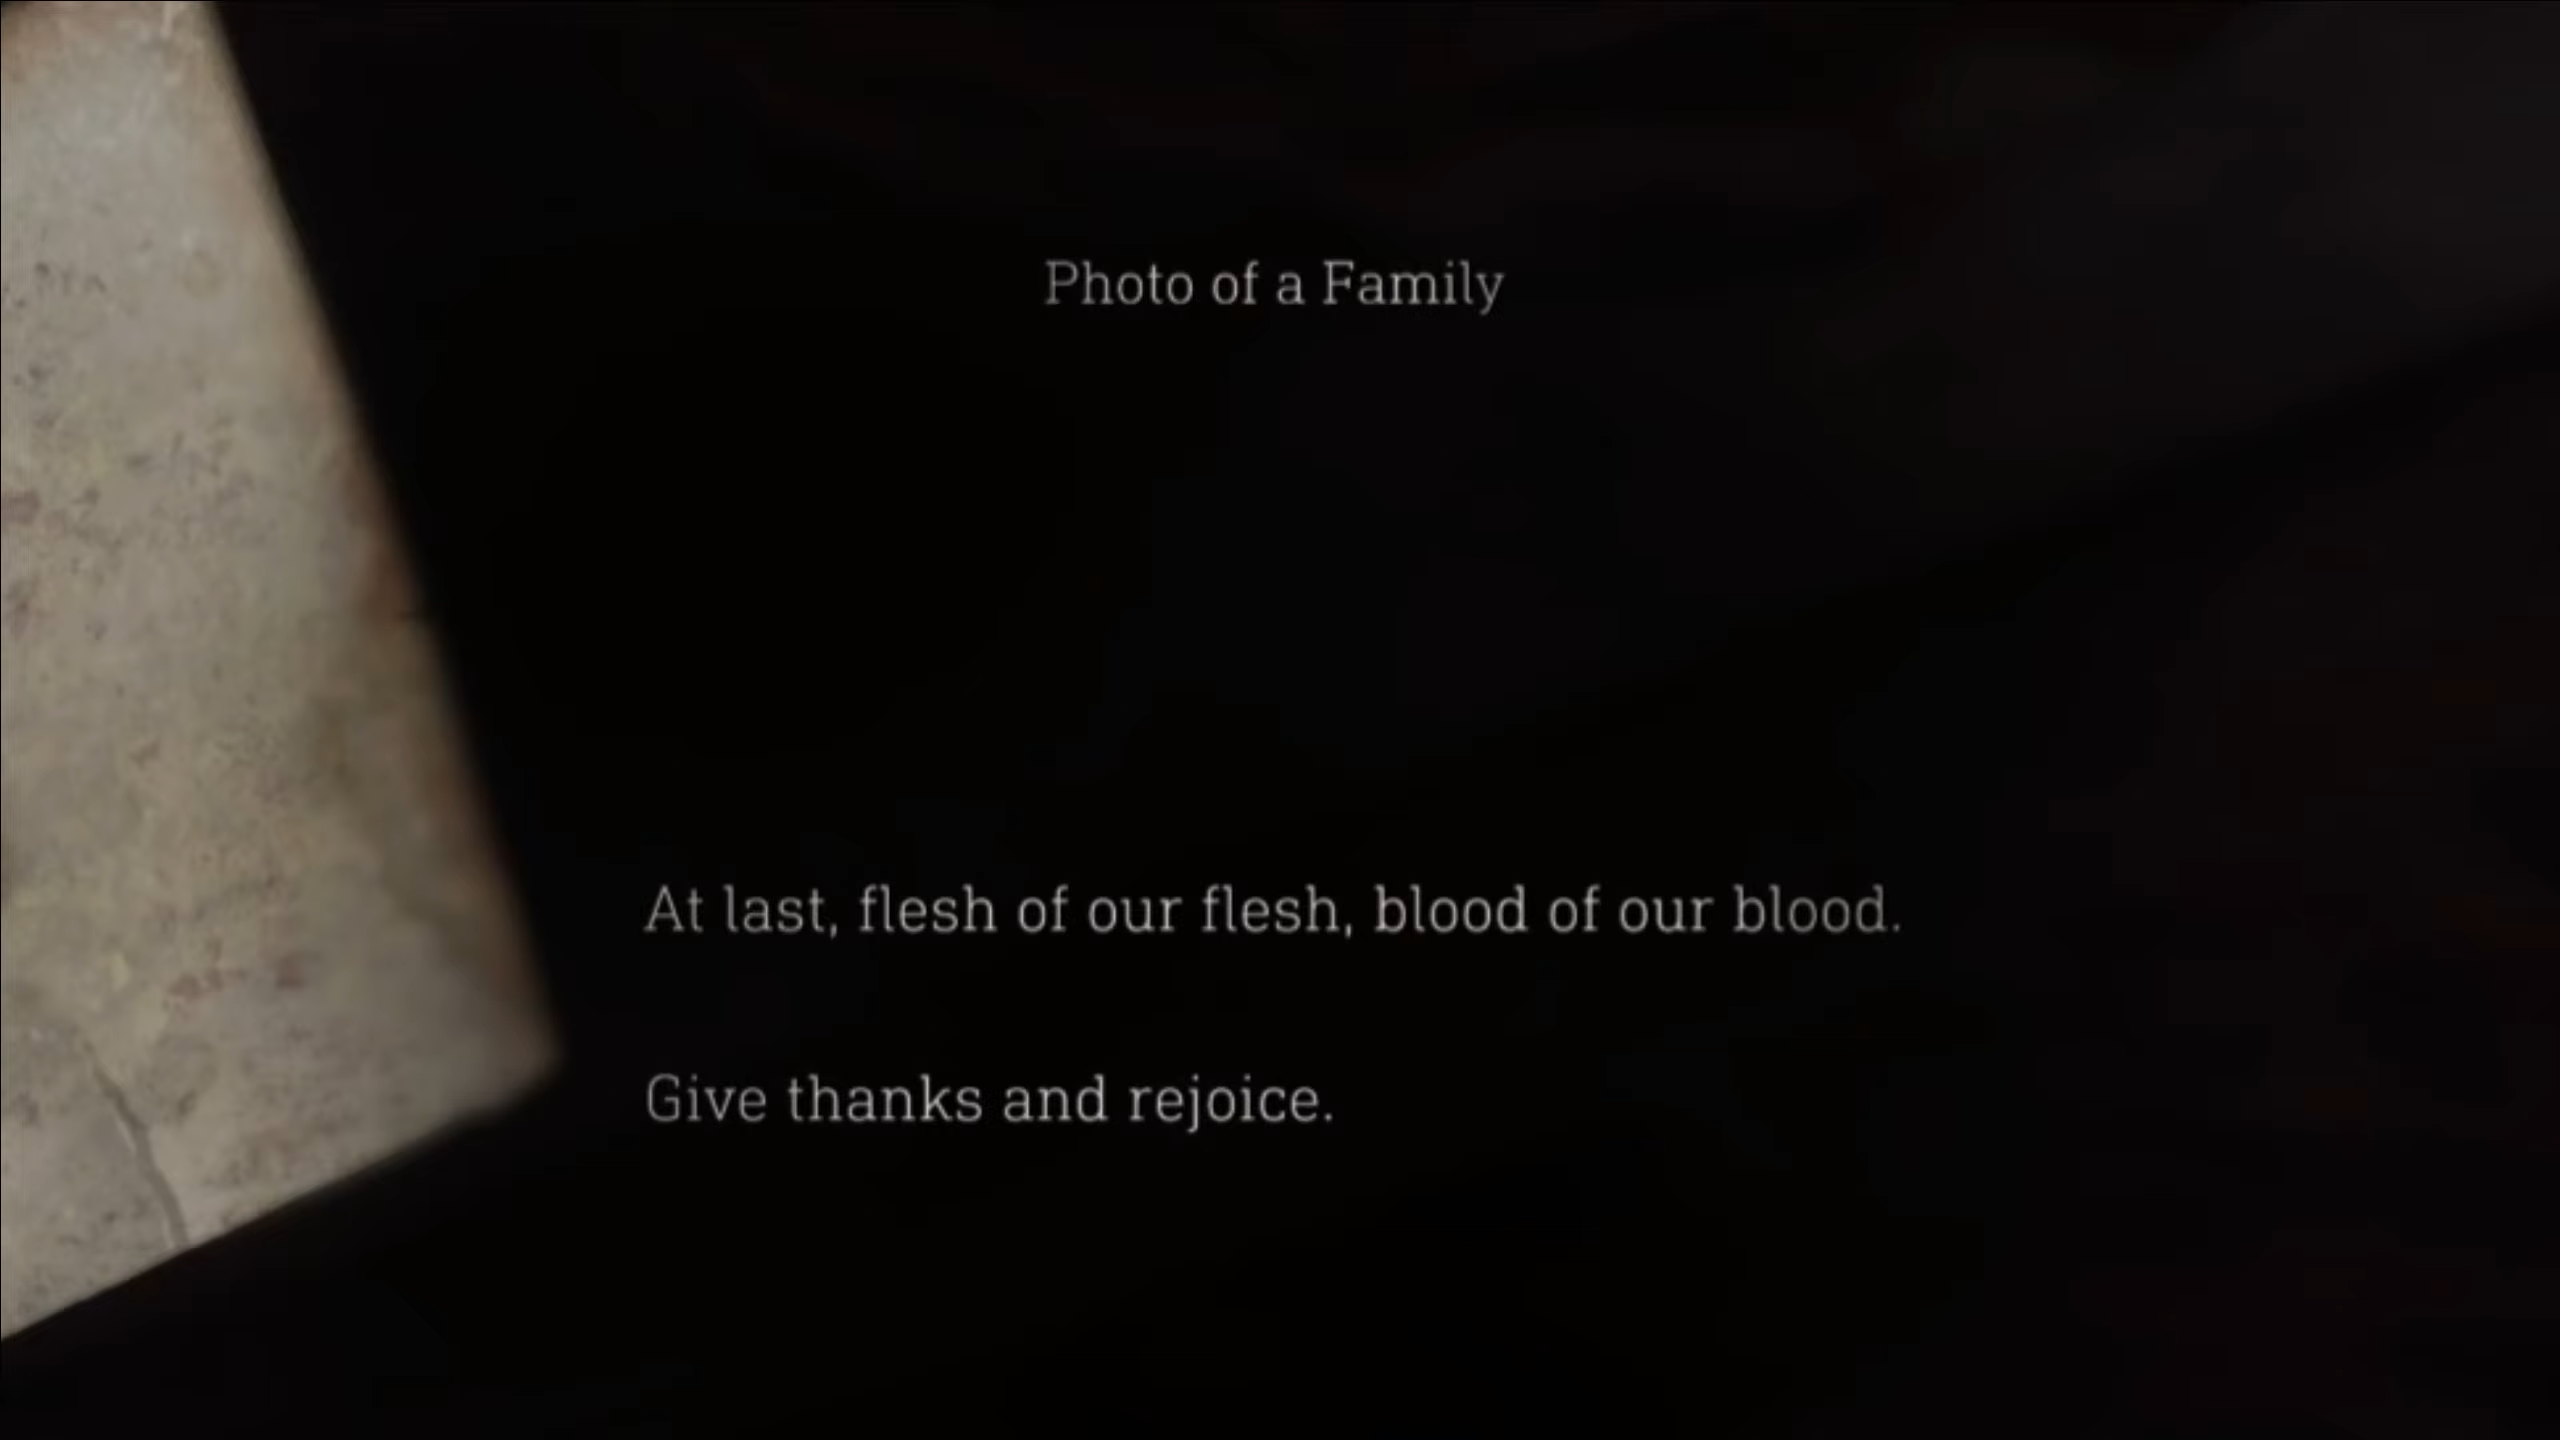 Photo of a Family
At last, flesh of our flesh, blood of our blood.
Give thanks and rejoice.